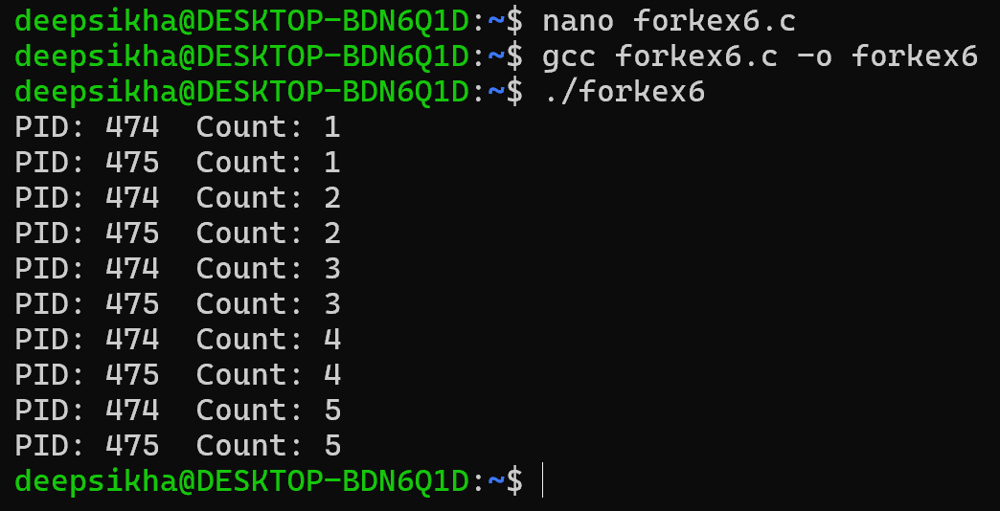 deepsikha@DESKTOP-BDN6Q1D:~$ nano forkex6.c
deepsikha@DESKTOP-BDN6Q1D:~$ gcc forkex6.c -o forkex6
deepsikha@DESKTOP-BDN6Q1D:~$ ./forkex6
PID: 474  Count: 1
PID: 475  Count: 1
PID: 474  Count: 2
PID: 475  Count: 2
PID: 474  Count: 3
PID: 475  Count: 3
PID: 474  Count: 4
PID: 475  Count: 4
PID: 474  Count: 5
PID: 475  Count: 5
deepsikha@DESKTOP-BDN6Q1D:~$